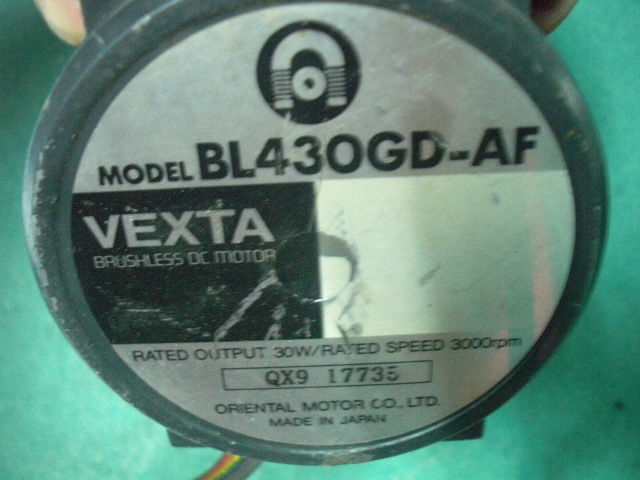 MODEL BL430GD-AF
VEXTA
BRUSHLESS DC MOTOR
RATED OUTPUT 30W/RATED SPEED 3000rpm
QX9 17735
ORIENTAL MOTOR CO., LTD.
MADE IN JAPAN